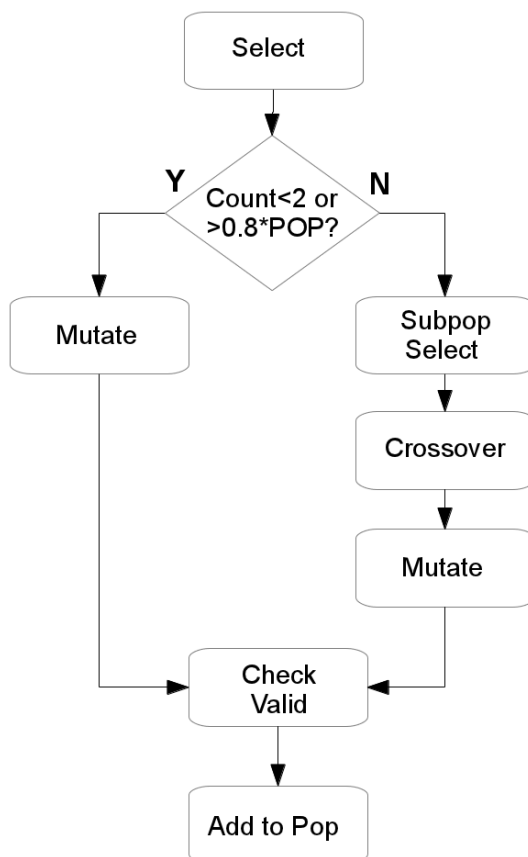 Select
Y
N
Count<2 or
>0.8*POP?
Mutate
Subpop
Select
Crossover
Mutate
Check
Valid
Add to Pop